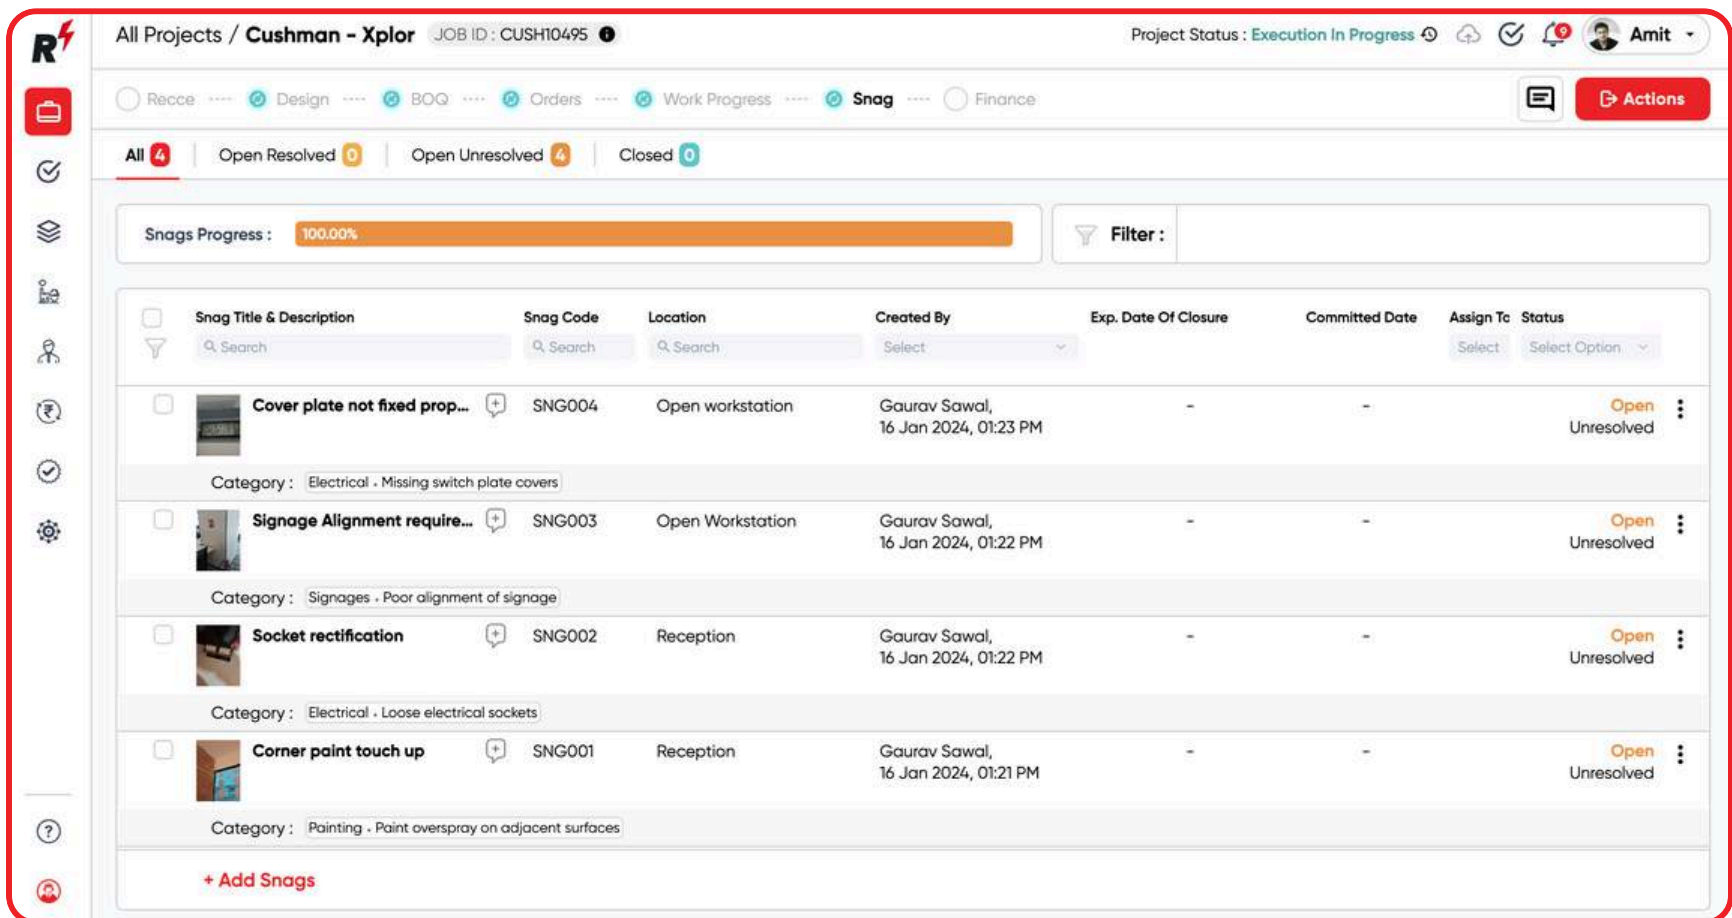 All Projects / Cushman - Xplor JOB ID : CUSH10495
Project Status : Execution In Progress 9 Amit
Recce Design BOQ Orders Work Progress Snag Finance Actions
All 4 Open Resolved 0 Open Unresolved 4 Closed 0
Snags Progress : 100.00% Filter :
Snag Title & Description Snag Code Location Created By Exp. Date Of Closure Committed Date Assign To Status
Search Search Search Select Select Select Option
Cover plate not fixed prop... SNG004 Open workstation Gaurav Sawal, - - Open
16 Jan 2024, 01:23 PM Unresolved
Category : Electrical • Missing switch plate covers
Signage Alignment require... SNG003 Open Workstation Gaurav Sawal, - - Open
16 Jan 2024, 01:22 PM Unresolved
Category : Signages • Poor alignment of signage
Socket rectification SNG002 Reception Gaurav Sawal, - - Open
16 Jan 2024, 01:22 PM Unresolved
Category : Electrical • Loose electrical sockets
Corner paint touch up SNG001 Reception Gaurav Sawal, - - Open
16 Jan 2024, 01:21 PM Unresolved
Category : Painting • Paint overspray on adjacent surfaces
+ Add Snags